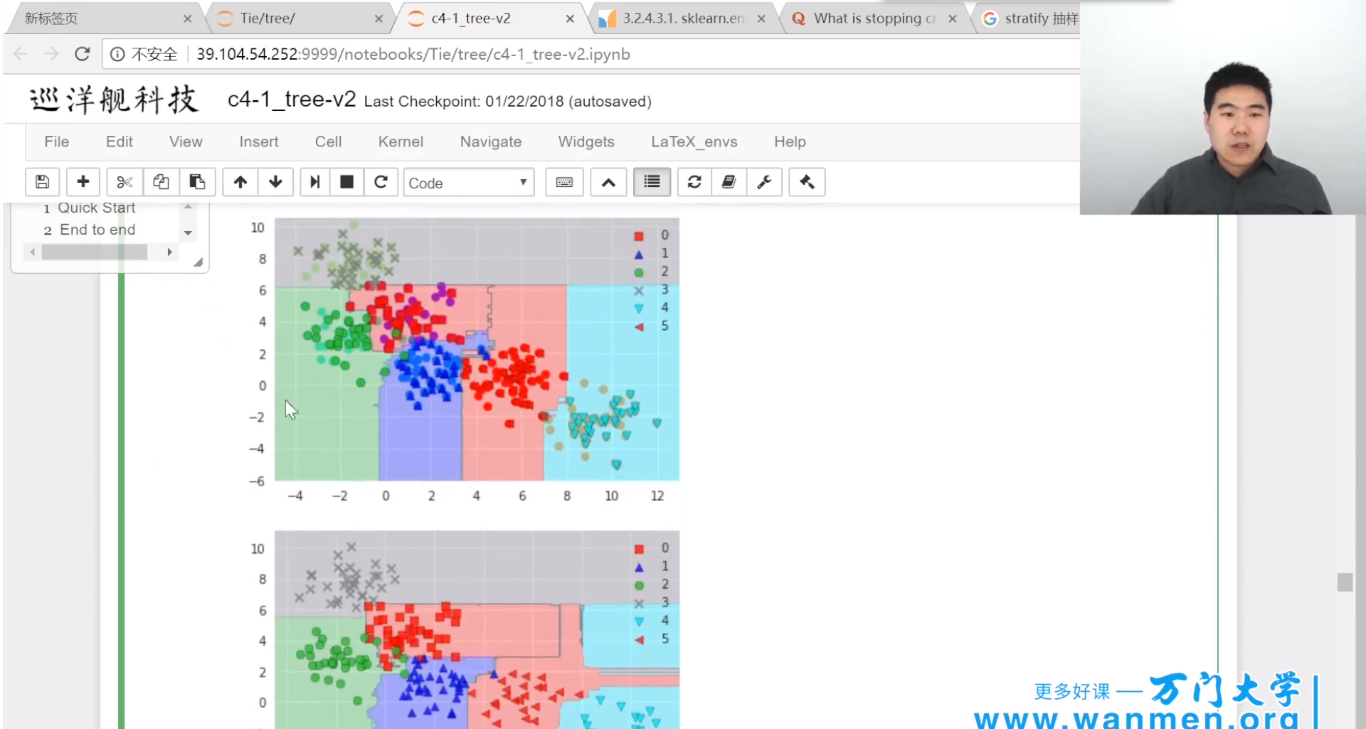 新标签页
Tie/tree/
c4-1_tree-v2
3.2.4.3.1. sklearn.en
What is stopping cr
stratify 抽样
不安全 39.104.54.252:9999/notebooks/Tie/tree/c4-1_tree-v2.ipynb
巡洋舰科技 c4-1_tree-v2 Last Checkpoint: 01/22/2018 (autosaved)
File Edit View Insert Cell Kernel Navigate Widgets LaTeX_envs Help
Code
1 Quick Start
2 End to end
10
8
6
4
2
0
−2
−4
−6
−4 −2 0 2 4 6 8 10 12
0
1
2
3
4
5
10
8
6
4
2
0
0
1
2
3
4
5
更多好课 — 万门大学
www.wanmen.org